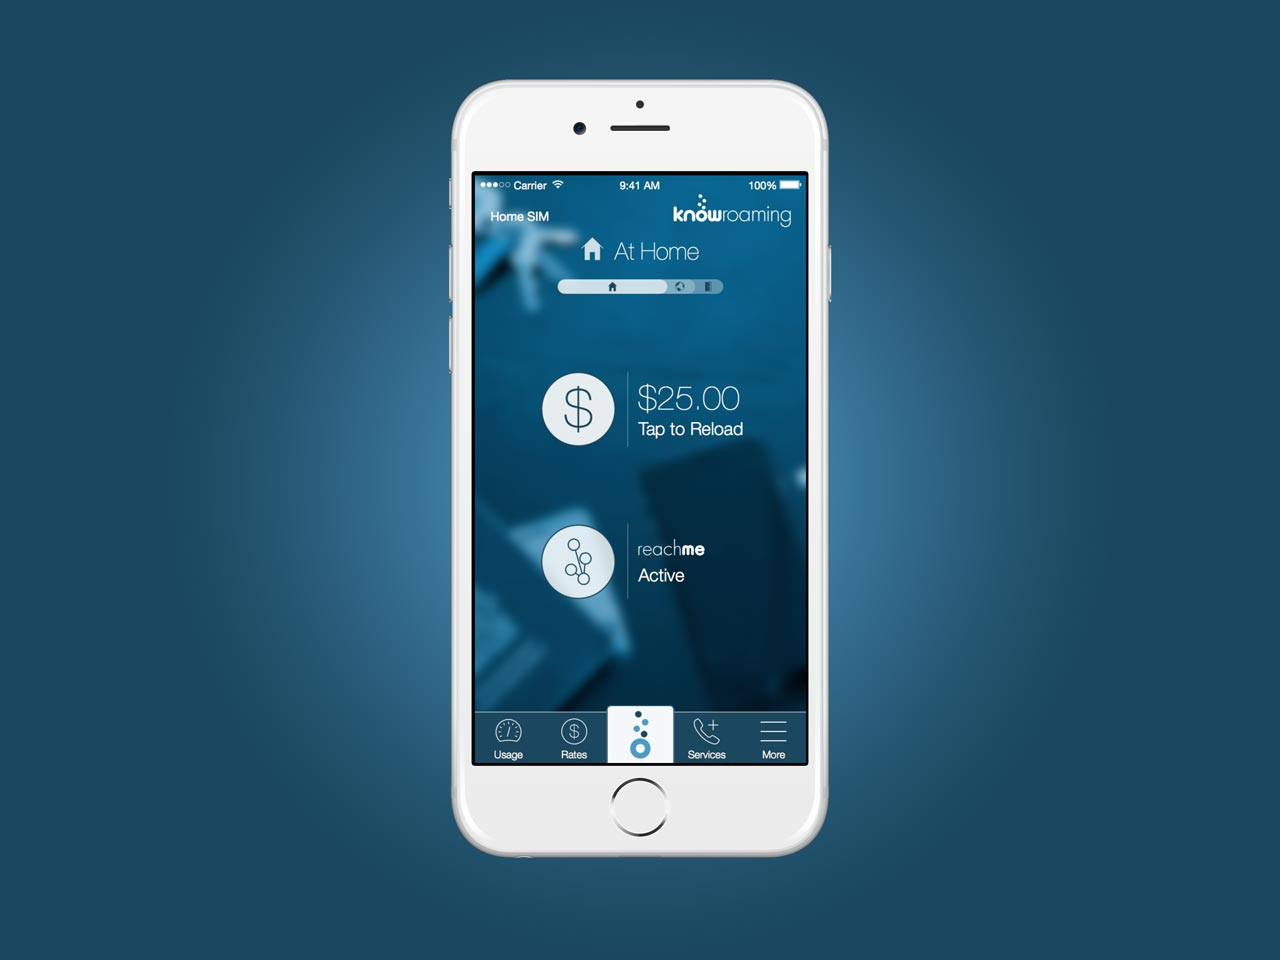 Carrier 9:41 AM 100%
Home SIM knowroaming
At Home
$
$25.00
Tap to Reload
reachme
Active
$
Usage Rates Services More